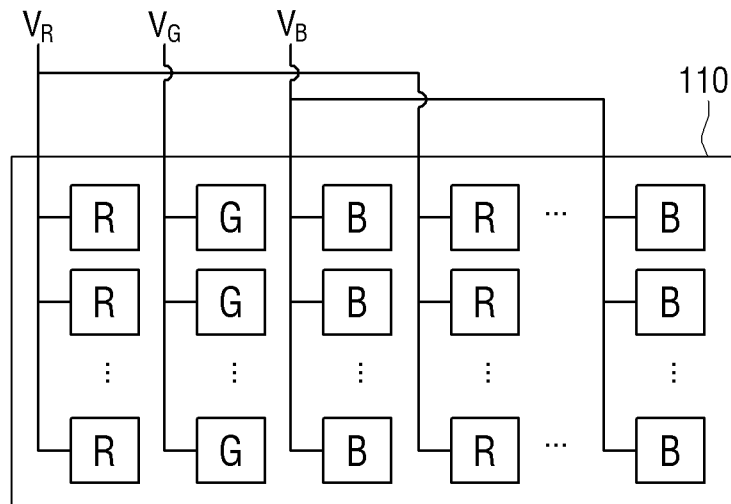 V_R V_G V_B
110
R G B R ... B
R G B R B
⋮ ⋮ ⋮ ⋮
R G B R ... B